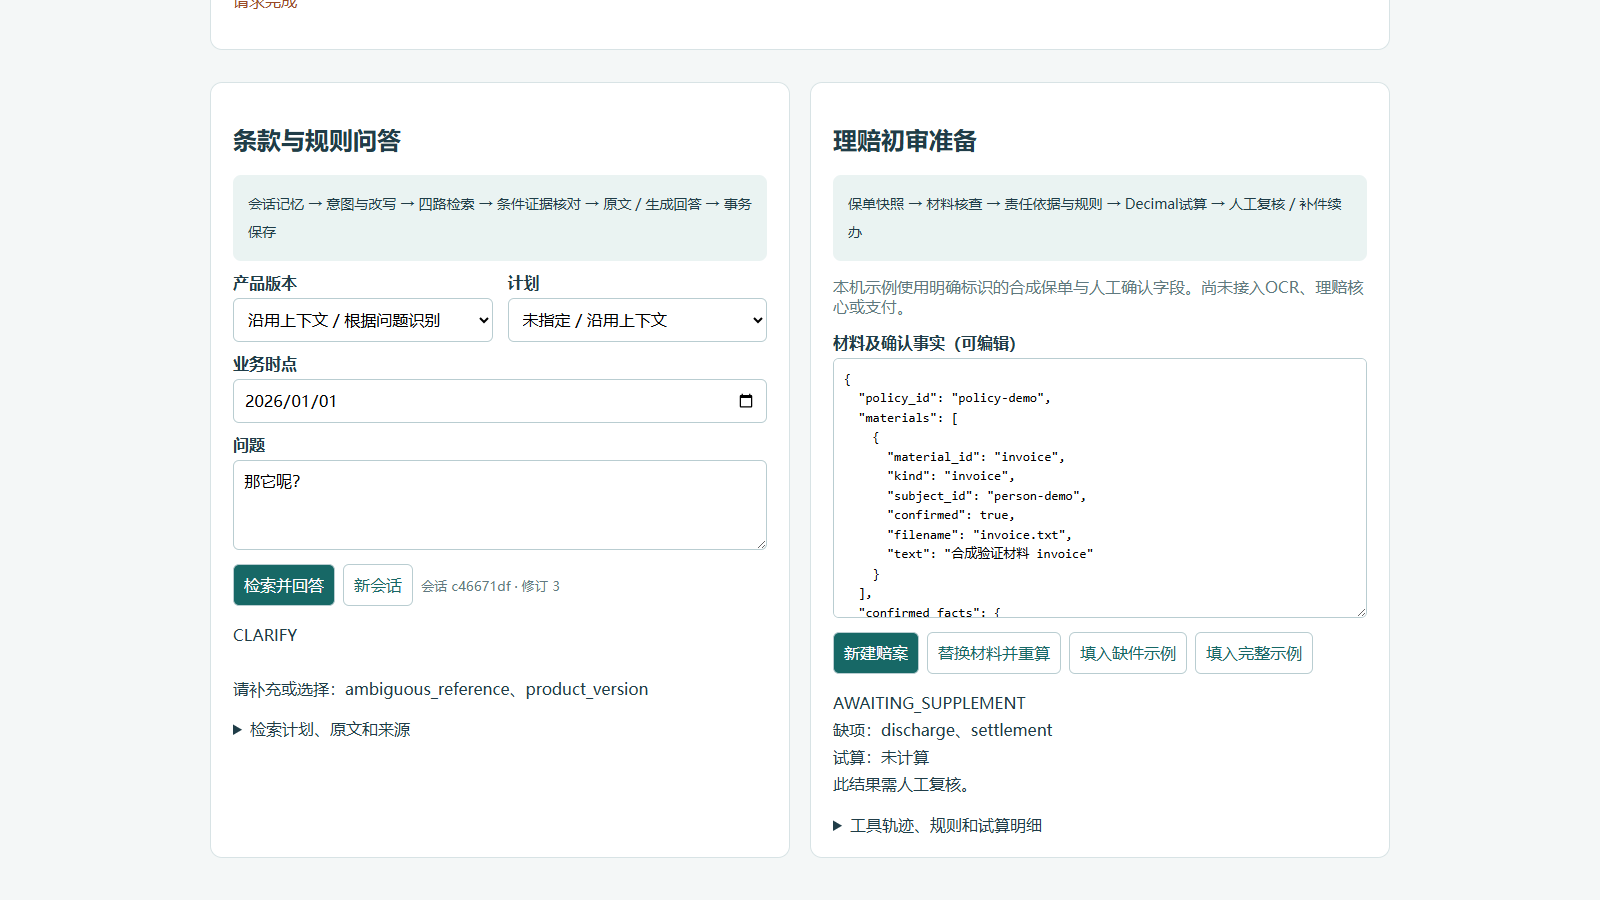 请求完成
条款与规则问答
会话记忆 → 意图与改写 → 四路检索 → 条件证据核对 → 原文 / 生成回答 → 事务
保存
产品版本
计划
沿用上下文 / 根据问题识别
未指定 / 沿用上下文
业务时点
2026/01/01
问题
那它呢?
检索并回答
新会话
会话 c46671df · 修订 3
CLARIFY
请补充或选择：ambiguous_reference、product_version
检索计划、原文和来源
理赔初审准备
保单快照 → 材料核查 → 责任依据与规则 → Decimal试算 → 人工复核 / 补件续
办
本机示例使用明确标识的合成保单与人工确认字段。尚未接入OCR、理赔核
心或支付。
材料及确认事实（可编辑）
{
"policy_id": "policy-demo",
"materials": [
{
"material_id": "invoice",
"kind": "invoice",
"subject_id": "person-demo",
"confirmed": true,
"filename": "invoice.txt",
"text": "合成验证材料 invoice"
}
],
"confirmed_facts": {
新建赔案
替换材料并重算
填入缺件示例
填入完整示例
AWAITING_SUPPLEMENT
缺项：discharge、settlement
试算：未计算
此结果需人工复核。
工具轨迹、规则和试算明细